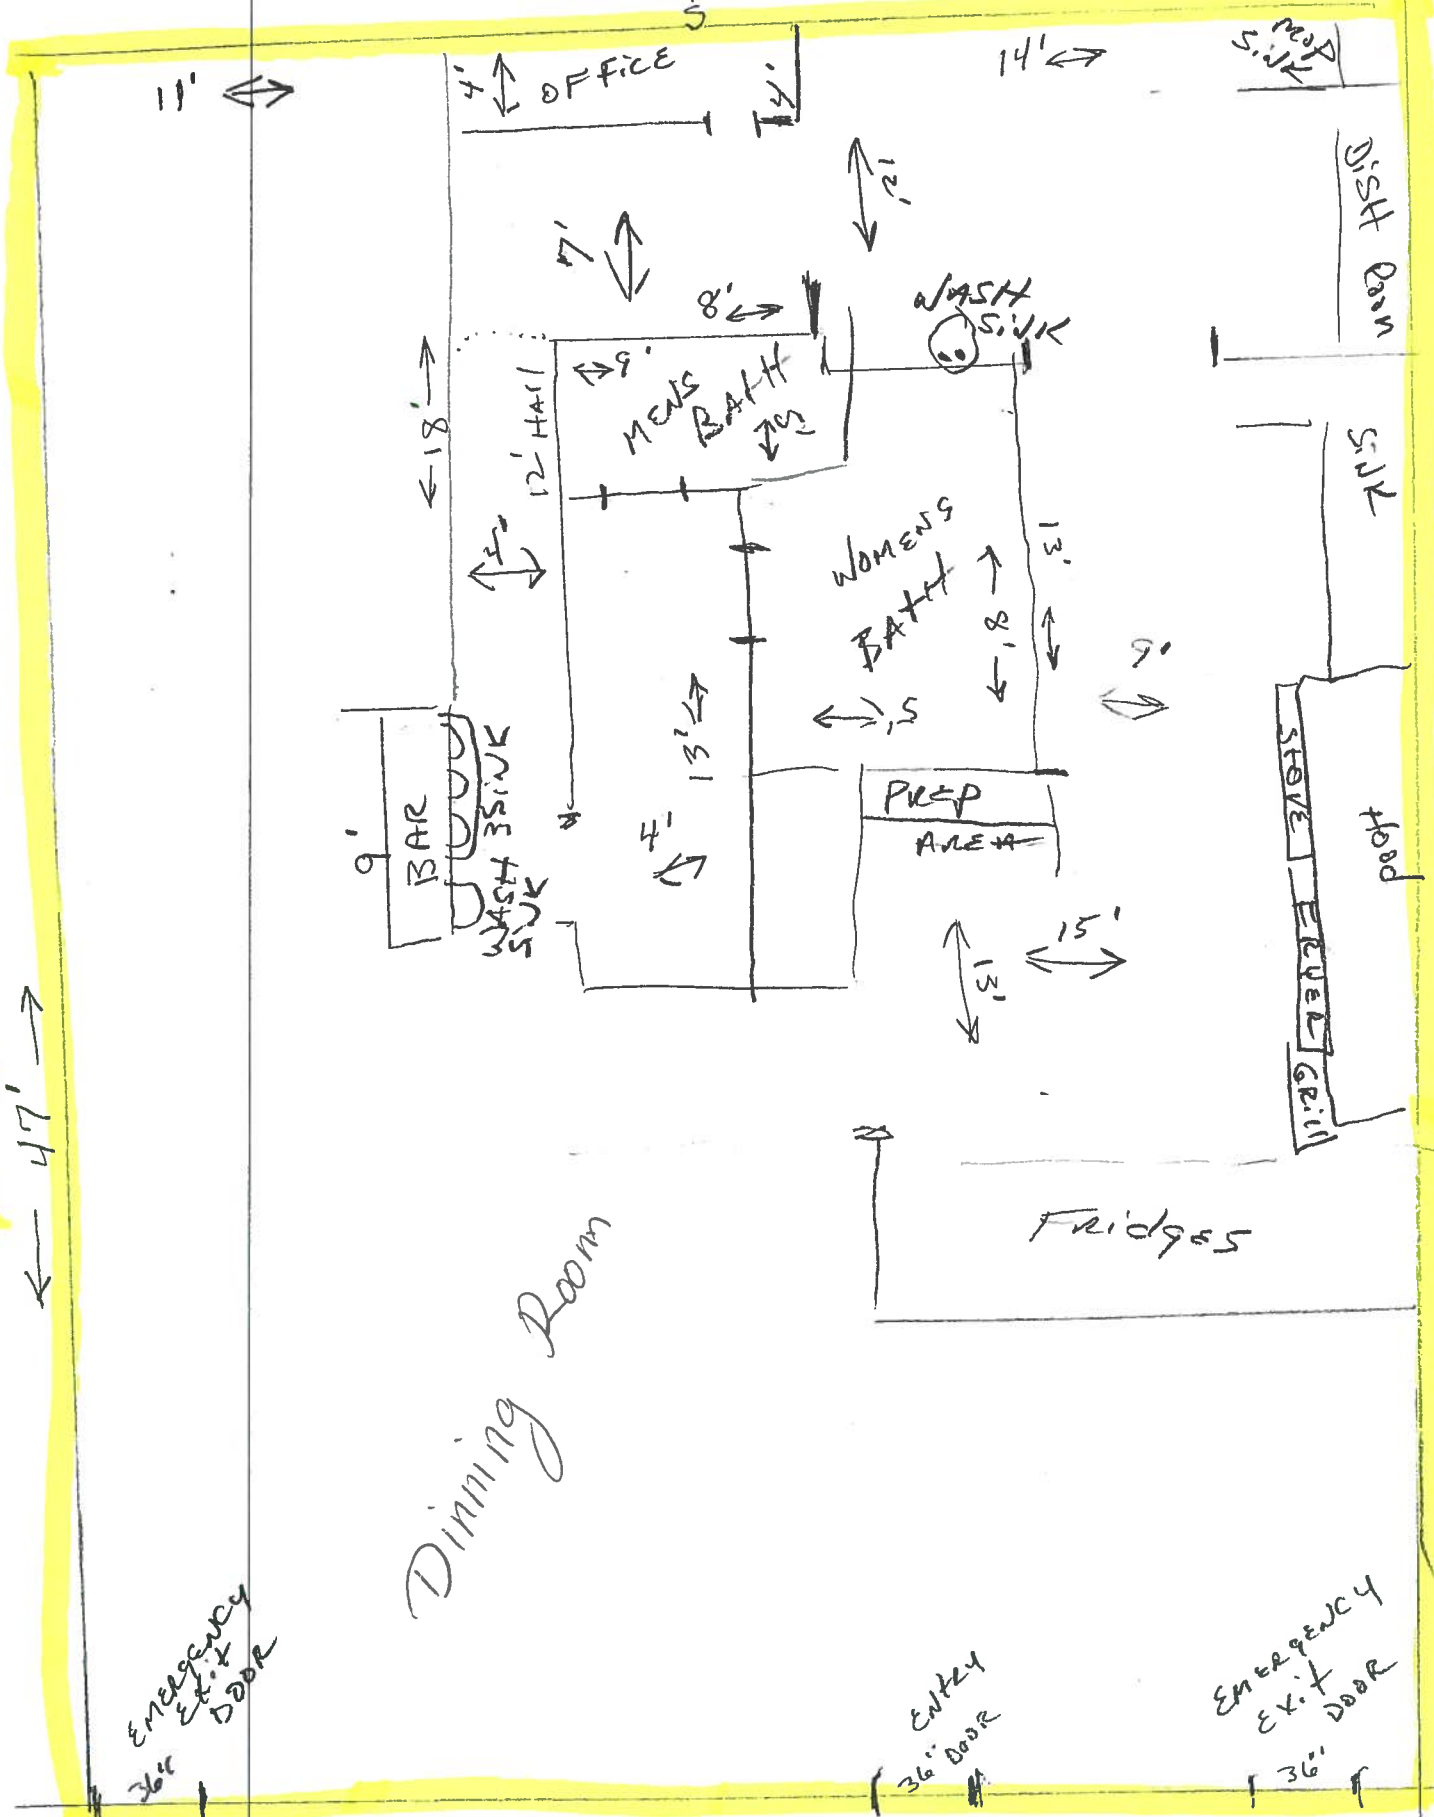 S
11'
4'
OFFICE
4'
14'
MOP
SINK
12'
DISH Room
7'
8'
WASH
SINK
9'
MENS
BATH
5'
18'
12' HALL
SINK
4'
WOMENS
BATH
8'
13'
9'
5'
13'
STOVE
PREP
AREA
Hood
9'
BAR
3 SINK
WASH
SINK
4'
15'
13'
GRill
47'
Fridges
Dinning Room
EMERgENCY
Exit
DOOR
36"
ENtRY
DOOR
36"
EMERgENCY
Exit
DOOR
36"